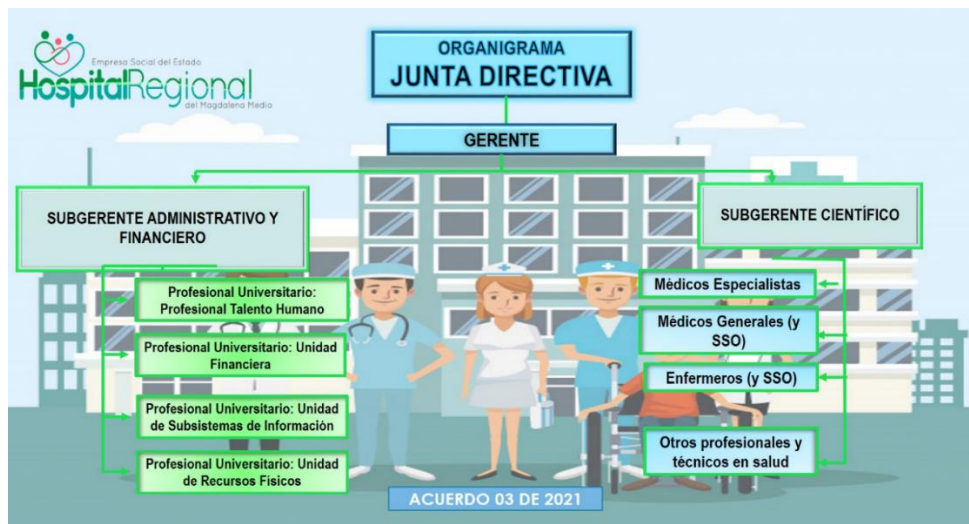 Empresa Social del Estado
HospitalRegional
del Magdalena Medio
ORGANIGRAMA
JUNTA DIRECTIVA
GERENTE
SUBGERENTE ADMINISTRATIVO Y
FINANCIERO
Profesional Universitario:
Profesional Talento Humano
Profesional Universitario: Unidad
Financiera
Profesional Universitario: Unidad
de Subsistemas de Información
Profesional Universitario: Unidad
de Recursos Físicos
SUBGERENTE CIENTÍFICO
Médicos Especialistas
Médicos Generales (y
SSO)
Enfermeros (y SSO)
Otros profesionales y
técnicos en salud
ACUERDO 03 DE 2021